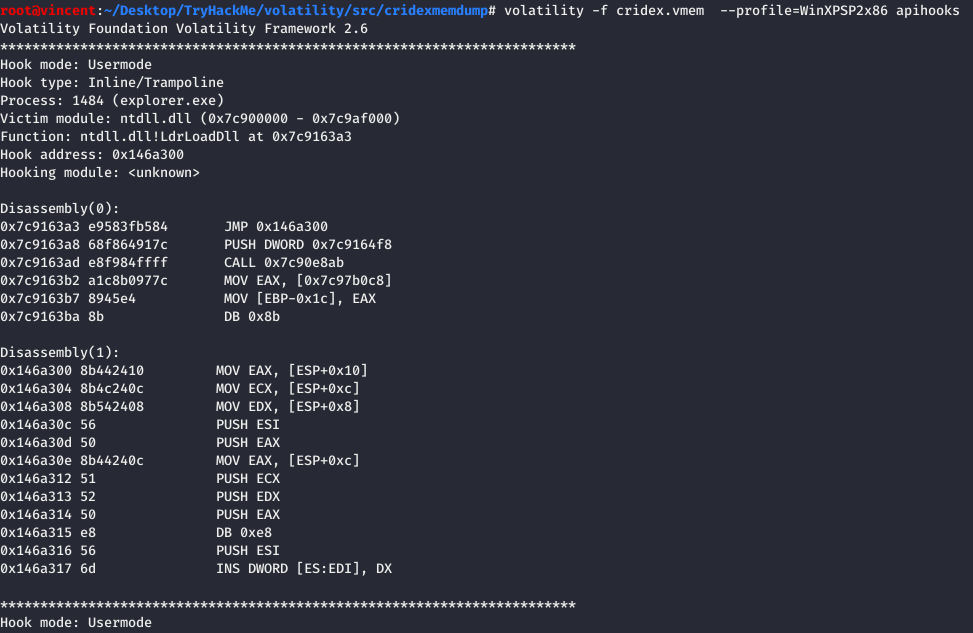 root@vincent:~/Desktop/TryHackMe/volatility/src/cridexmemdump# volatility -f cridex.vmem  --profile=WinXPSP2x86 apihooks
Volatility Foundation Volatility Framework 2.6
************************************************************************
Hook mode: Usermode
Hook type: Inline/Trampoline
Process: 1484 (explorer.exe)
Victim module: ntdll.dll (0x7c900000 - 0x7c9af000)
Function: ntdll.dll!LdrLoadDll at 0x7c9163a3
Hook address: 0x146a300
Hooking module: <unknown>
Disassembly(0):
0x7c9163a3 e9583fb584       JMP 0x146a300
0x7c9163a8 68f864917c       PUSH DWORD 0x7c9164f8
0x7c9163ad e8f984ffff       CALL 0x7c90e8ab
0x7c9163b2 a1c8b0977c       MOV EAX, [0x7c97b0c8]
0x7c9163b7 8945e4           MOV [EBP-0x1c], EAX
0x7c9163ba 8b               DB 0x8b
Disassembly(1):
0x146a300 8b442410         MOV EAX, [ESP+0x10]
0x146a304 8b4c240c         MOV ECX, [ESP+0xc]
0x146a308 8b542408         MOV EDX, [ESP+0x8]
0x146a30c 56               PUSH ESI
0x146a30d 50               PUSH EAX
0x146a30e 8b44240c         MOV EAX, [ESP+0xc]
0x146a312 51               PUSH ECX
0x146a313 52               PUSH EDX
0x146a314 50               PUSH EAX
0x146a315 e8               DB 0xe8
0x146a316 56               PUSH ESI
0x146a317 6d               INS DWORD [ES:EDI], DX
************************************************************************
Hook mode: Usermode